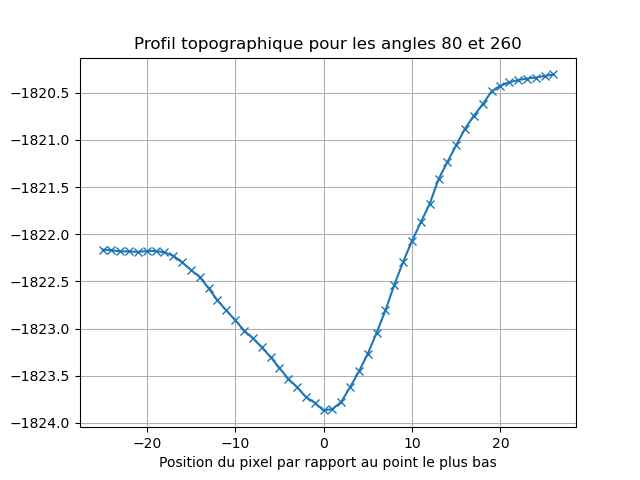 Profil topographique pour les angles 80 et 260
−1820.5
−1821.0
−1821.5
−1822.0
−1822.5
−1823.0
−1823.5
−1824.0
−20 −10 0 10 20
Position du pixel par rapport au point le plus bas